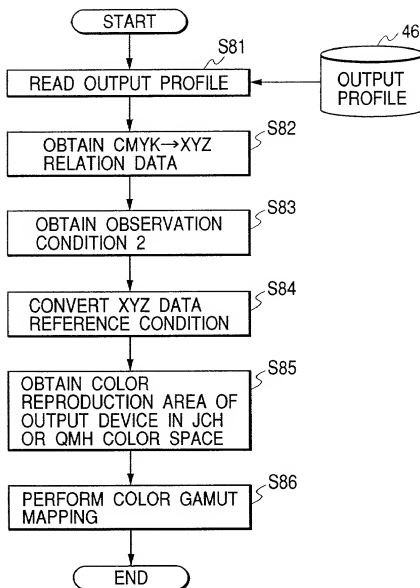 START
S81
46
READ OUTPUT PROFILE
OUTPUT
PROFILE
S82
OBTAIN CMYK→XYZ
RELATION DATA
S83
OBTAIN OBSERVATION
CONDITION 2
S84
CONVERT XYZ DATA
REFERENCE CONDITION
S85
OBTAIN COLOR
REPRODUCTION AREA OF
OUTPUT DEVICE IN JCH
OR QMH COLOR SPACE
S86
PERFORM COLOR GAMUT
MAPPING
END